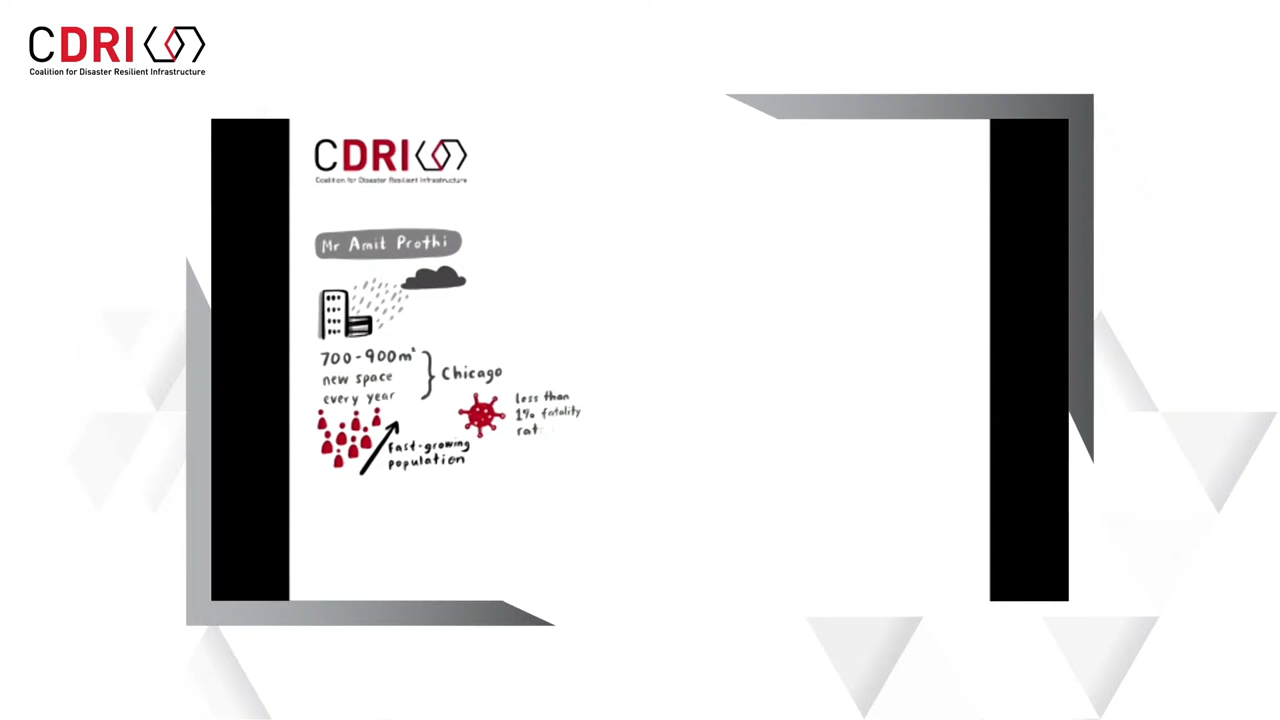 CDRI
Coalition for Disaster Resilient Infrastructure
CDRI
Coalition for Disaster Resilient Infrastructure
Mr Amit Prothi
700-900m²
new space
every year
Chicago
less than
1% fatality
rat
Fast-growing
population